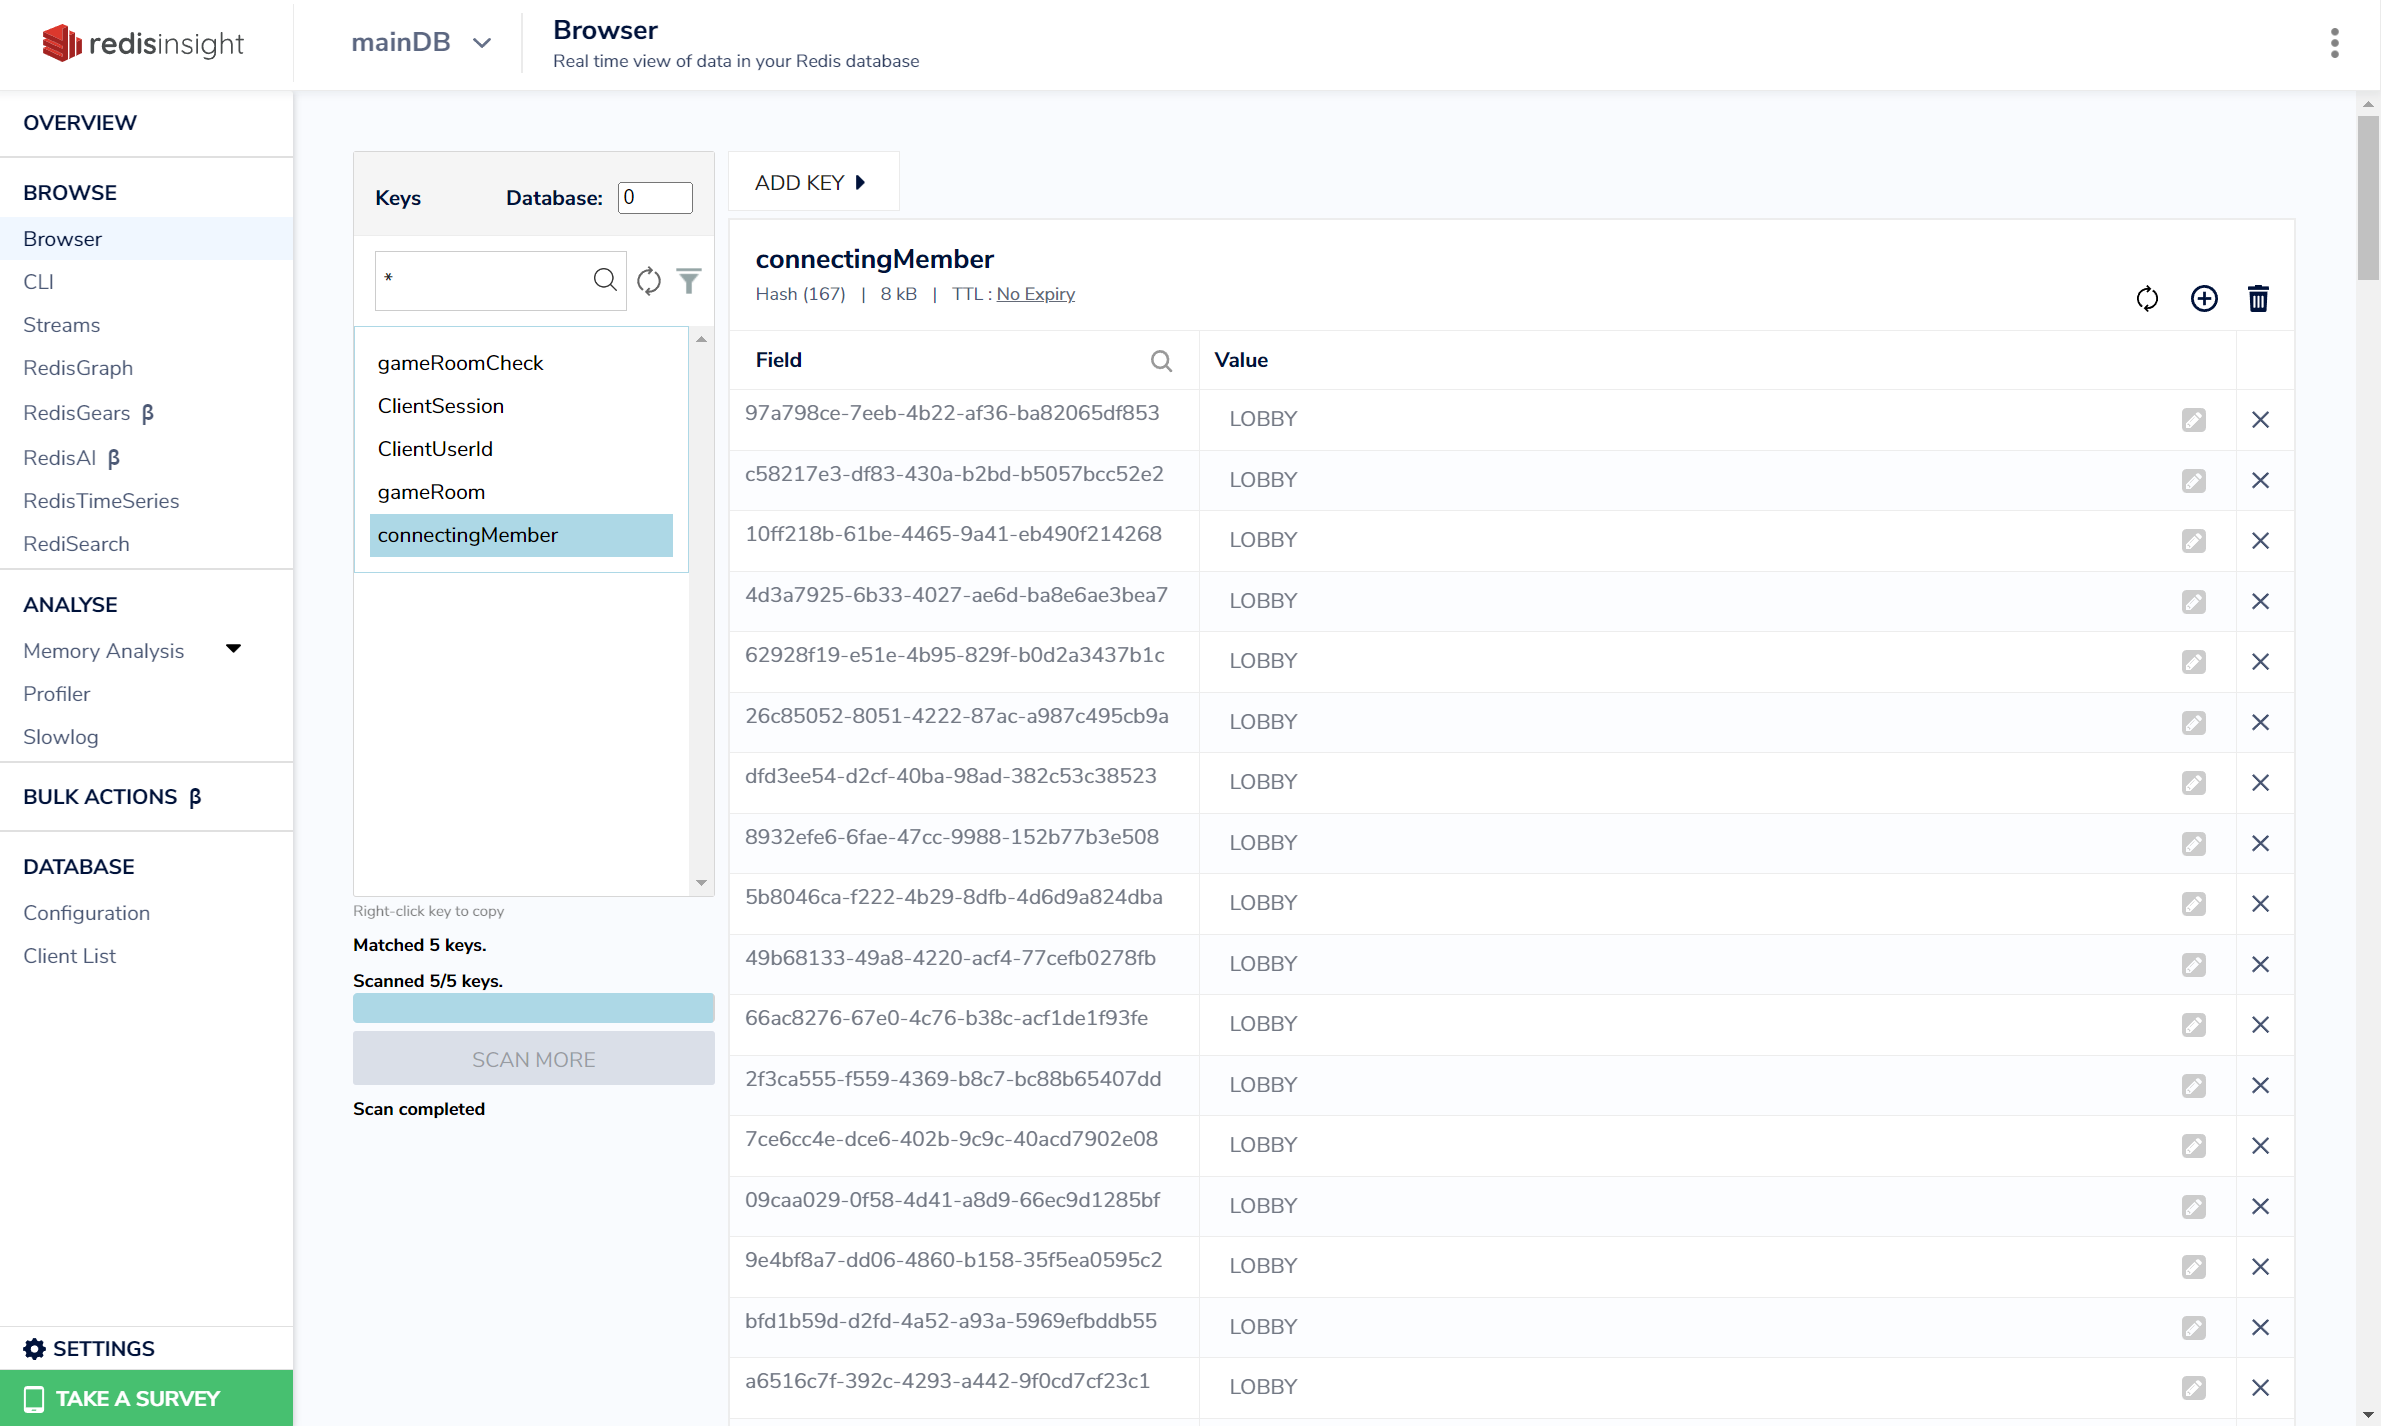 redisinsight
mainDB
Browser
Real time view of data in your Redis database
OVERVIEW
BROWSE
Browser
CLI
Streams
RedisGraph
RedisGears β
RedisAI β
RedisTimeSeries
RediSearch
ANALYSE
Memory Analysis
Profiler
Slowlog
BULK ACTIONS β
DATABASE
Configuration
Client List
SETTINGS
TAKE A SURVEY
Keys Database: 0
*
gameRoomCheck
ClientSession
ClientUserId
gameRoom
connectingMember
Right-click key to copy
Matched 5 keys.
Scanned 5/5 keys.
SCAN MORE
Scan completed
ADD KEY
connectingMember
Hash (167) | 8 kB | TTL : No Expiry
Field Value
97a798ce-7eeb-4b22-af36-ba82065df853 LOBBY
c58217e3-df83-430a-b2bd-b5057bcc52e2 LOBBY
10ff218b-61be-4465-9a41-eb490f214268 LOBBY
4d3a7925-6b33-4027-ae6d-ba8e6ae3bea7 LOBBY
62928f19-e51e-4b95-829f-b0d2a3437b1c LOBBY
26c85052-8051-4222-87ac-a987c495cb9a LOBBY
dfd3ee54-d2cf-40ba-98ad-382c53c38523 LOBBY
8932efe6-6fae-47cc-9988-152b77b3e508 LOBBY
5b8046ca-f222-4b29-8dfb-4d6d9a824dba LOBBY
49b68133-49a8-4220-acf4-77cefb0278fb LOBBY
66ac8276-67e0-4c76-b38c-acf1de1f93fe LOBBY
2f3ca555-f559-4369-b8c7-bc88b65407dd LOBBY
7ce6cc4e-dce6-402b-9c9c-40acd7902e08 LOBBY
09caa029-0f58-4d41-a8d9-66ec9d1285bf LOBBY
9e4bf8a7-dd06-4860-b158-35f5ea0595c2 LOBBY
bfd1b59d-d2fd-4a52-a93a-5969efbddb55 LOBBY
a6516c7f-392c-4293-a442-9f0cd7cf23c1 LOBBY